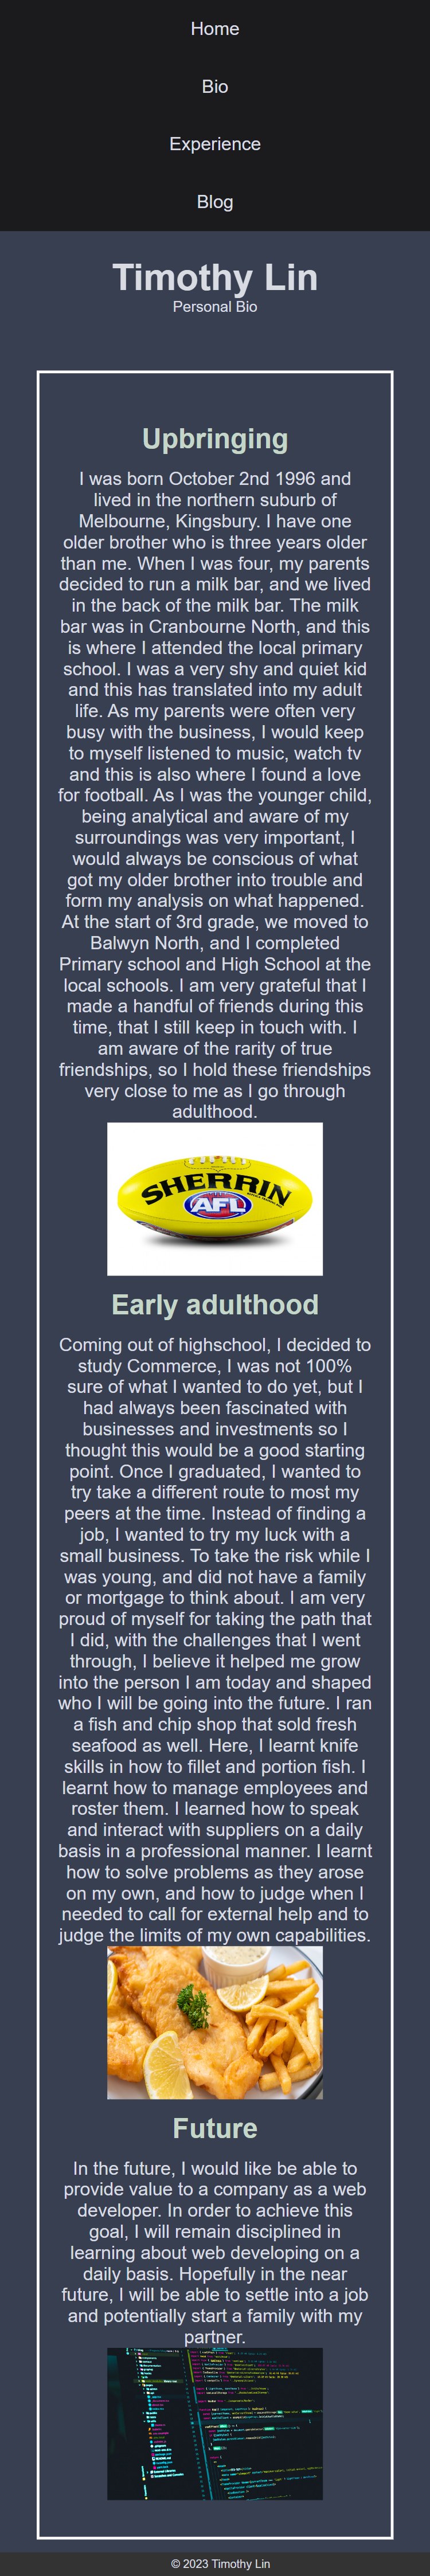 Home
Bio
Experience
Blog
Timothy Lin
Personal Bio
Upbringing
I was born October 2nd 1996 and
lived in the northern suburb of
Melbourne, Kingsbury. I have one
older brother who is three years older
than me. When I was four, my parents
decided to run a milk bar, and we lived
in the back of the milk bar. The milk
bar was in Cranbourne North, and this
is where I attended the local primary
school. I was a very shy and quiet kid
and this has translated into my adult
life. As my parents were often very
busy with the business, I would keep
to myself listened to music, watch tv
and this is also where I found a love
for football. As I was the younger child,
being analytical and aware of my
surroundings was very important, I
would always be conscious of what
got my older brother into trouble and
form my analysis on what happened.
At the start of 3rd grade, we moved to
Balwyn North, and I completed
Primary school and High School at the
local schools. I am very grateful that I
made a handful of friends during this
time, that I still keep in touch with. I
am aware of the rarity of true
friendships, so I hold these friendships
very close to me as I go through
adulthood.
SHERRIN
AFL
Early adulthood
Coming out of highschool, I decided to
study Commerce, I was not 100%
sure of what I wanted to do yet, but I
had always been fascinated with
businesses and investments so I
thought this would be a good starting
point. Once I graduated, I wanted to
try take a different route to most my
peers at the time. Instead of finding a
job, I wanted to try my luck with a
small business. To take the risk while I
was young, and did not have a family
or mortgage to think about. I am very
proud of myself for taking the path that
I did, with the challenges that I went
through, I believe it helped me grow
into the person I am today and shaped
who I will be going into the future. I ran
a fish and chip shop that sold fresh
seafood as well. Here, I learnt knife
skills in how to fillet and portion fish. I
learnt how to manage employees and
roster them. I learned how to speak
and interact with suppliers on a daily
basis in a professional manner. I learnt
how to solve problems as they arose
on my own, and how to judge when I
needed to call for external help and to
judge the limits of my own capabilities.
Future
In the future, I would like be able to
provide value to a company as a web
developer. In order to achieve this
goal, I will remain disciplined in
learning about web developing on a
daily basis. Hopefully in the near
future, I will be able to settle into a job
and potentially start a family with my
partner.
© 2023 Timothy Lin